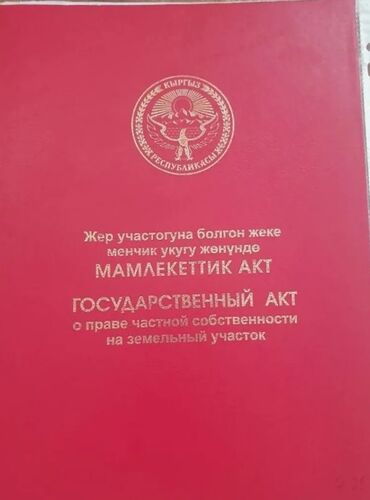 КЫРГЫЗ
РЕСПУБЛИКАСЫ
Жер участогуна болгон жеке
менчик укугу жөнүндө
МАМЛЕКЕТТИК АКТ
ГОСУДАРСТВЕННЫЙ АКТ
о праве частной собственности
на земельный участок